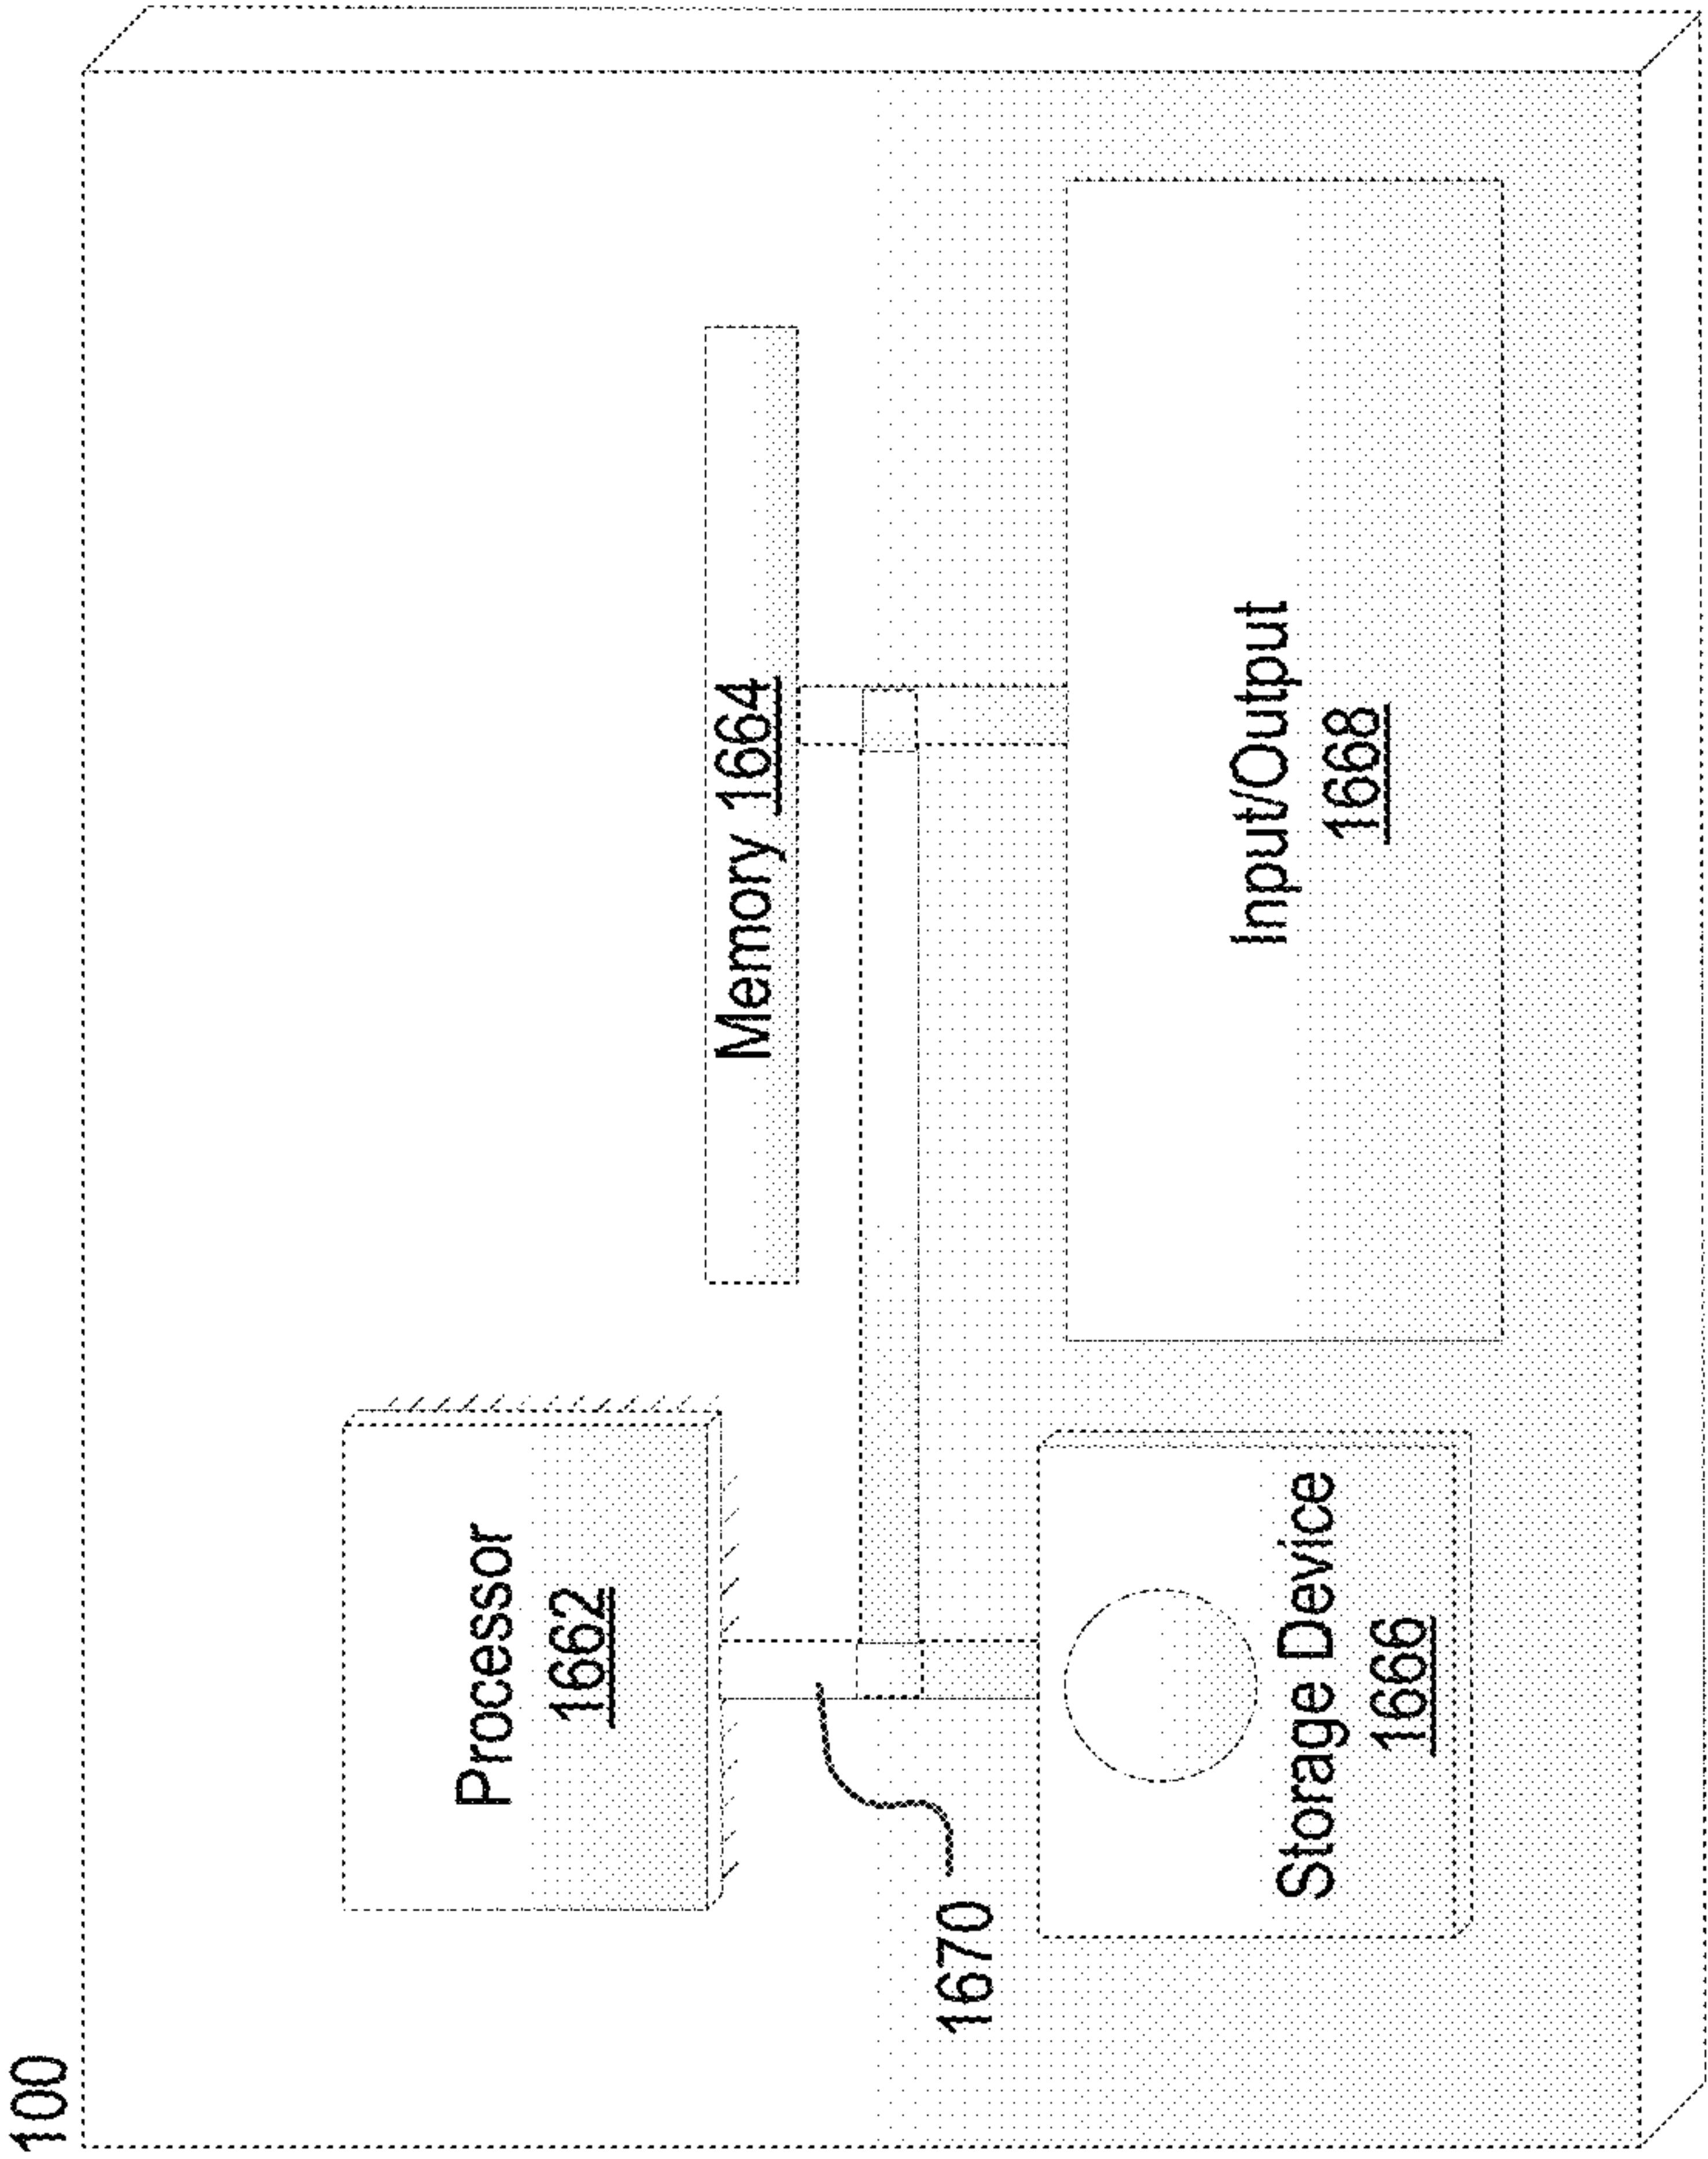 100
Processor
1662
Memory 1664
1670
Storage Device
1666
Input/Output
1668